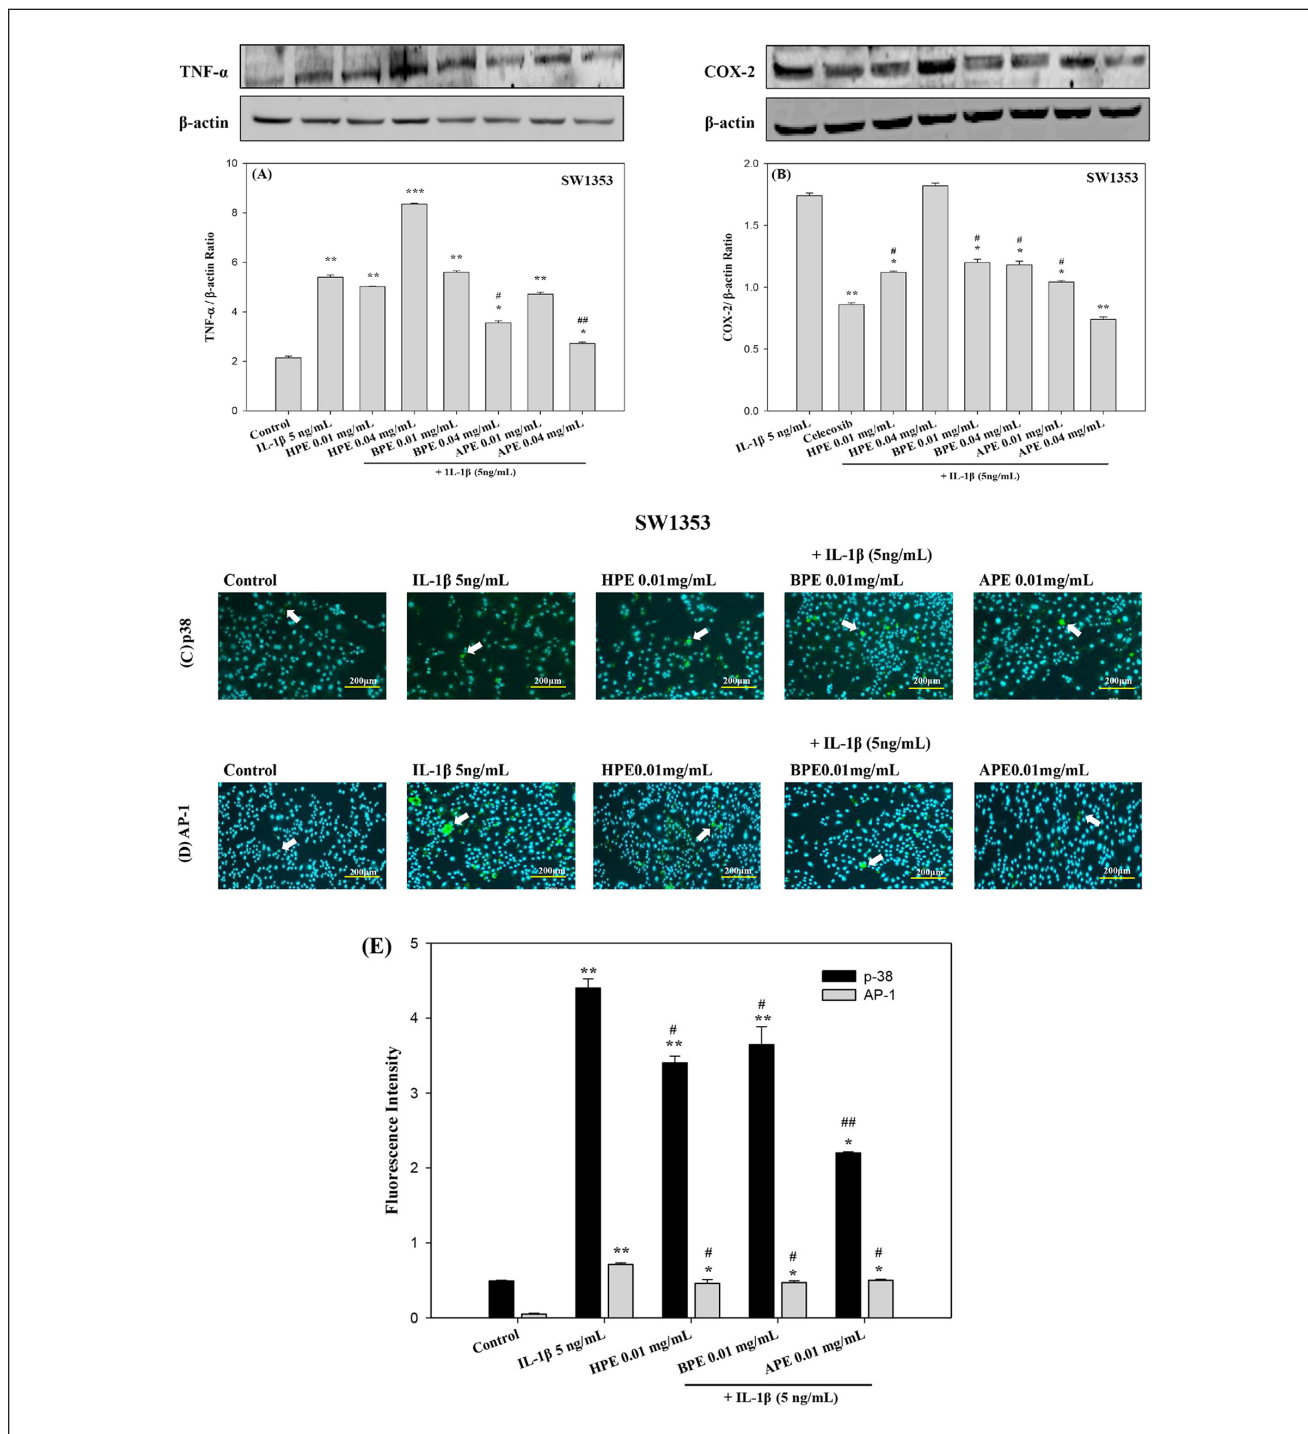 TNF-α
β-actin
(A)
SW1353
TNF-α / β-actin Ratio
10
8
6
4
2
0
**
**
***
**
#
*
**
##
*
Control
IL-1β 5 ng/mL
HPE 0.01 mg/mL
HPE 0.04 mg/mL
BPE 0.01 mg/mL
BPE 0.04 mg/mL
APE 0.01 mg/mL
APE 0.04 mg/mL
+ 1L-1β (5ng/mL)
COX-2
β-actin
(B)
SW1353
COX-2/ β-actin Ratio
2.0
1.5
1.0
0.5
0.0
**
#
*
#
*
#
*
#
*
**
IL-1β 5 ng/mL
Celecoxib
HPE 0.01 mg/mL
HPE 0.04 mg/mL
BPE 0.01 mg/mL
BPE 0.04 mg/mL
APE 0.01 mg/mL
APE 0.04 mg/mL
+ IL-1β (5ng/mL)
SW1353
+ IL-1β (5ng/mL)
Control
IL-1β 5ng/mL
HPE 0.01mg/mL
BPE 0.01mg/mL
APE 0.01mg/mL
(C)p38
200μm
200μm
200μm
200μm
200μm
+ IL-1β (5ng/mL)
Control
IL-1β 5ng/mL
HPE0.01mg/mL
BPE0.01mg/mL
APE0.01mg/mL
(D)AP-1
200μm
200μm
200μm
200μm
200μm
(E)
Fluorescence Intensity
5
4
3
2
1
0
p-38
AP-1
**
**
#
**
#
*
#
**
#
*
##
*
#
*
Control
IL-1β 5 ng/mL
HPE 0.01 mg/mL
BPE 0.01 mg/mL
APE 0.01 mg/mL
+ IL-1β (5 ng/mL)